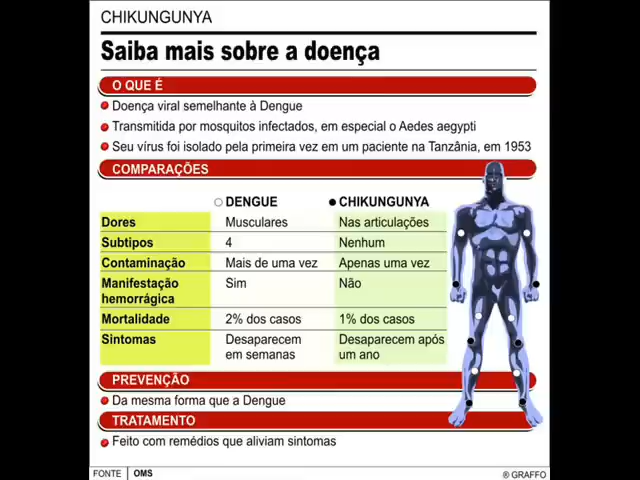 CHIKUNGUNYA
Saiba mais sobre a doença
O QUE É
Doença viral semelhante à Dengue
Transmitida por mosquitos infectados, em especial o Aedes aegypti
Seu vírus foi isolado pela primeira vez em um paciente na Tanzânia, em 1953
COMPARAÇÕES
DENGUE CHIKUNGUNYA
Dores Musculares Nas articulações
Subtipos 4 Nenhum
Contaminação Mais de uma vez Apenas uma vez
Manifestação hemorrágica Sim Não
Mortalidade 2% dos casos 1% dos casos
Sintomas Desaparecem em semanas Desaparecem após um ano
PREVENÇÃO
Da mesma forma que a Dengue
TRATAMENTO
Feito com remédios que aliviam sintomas
FONTE OMS ® GRAFFO